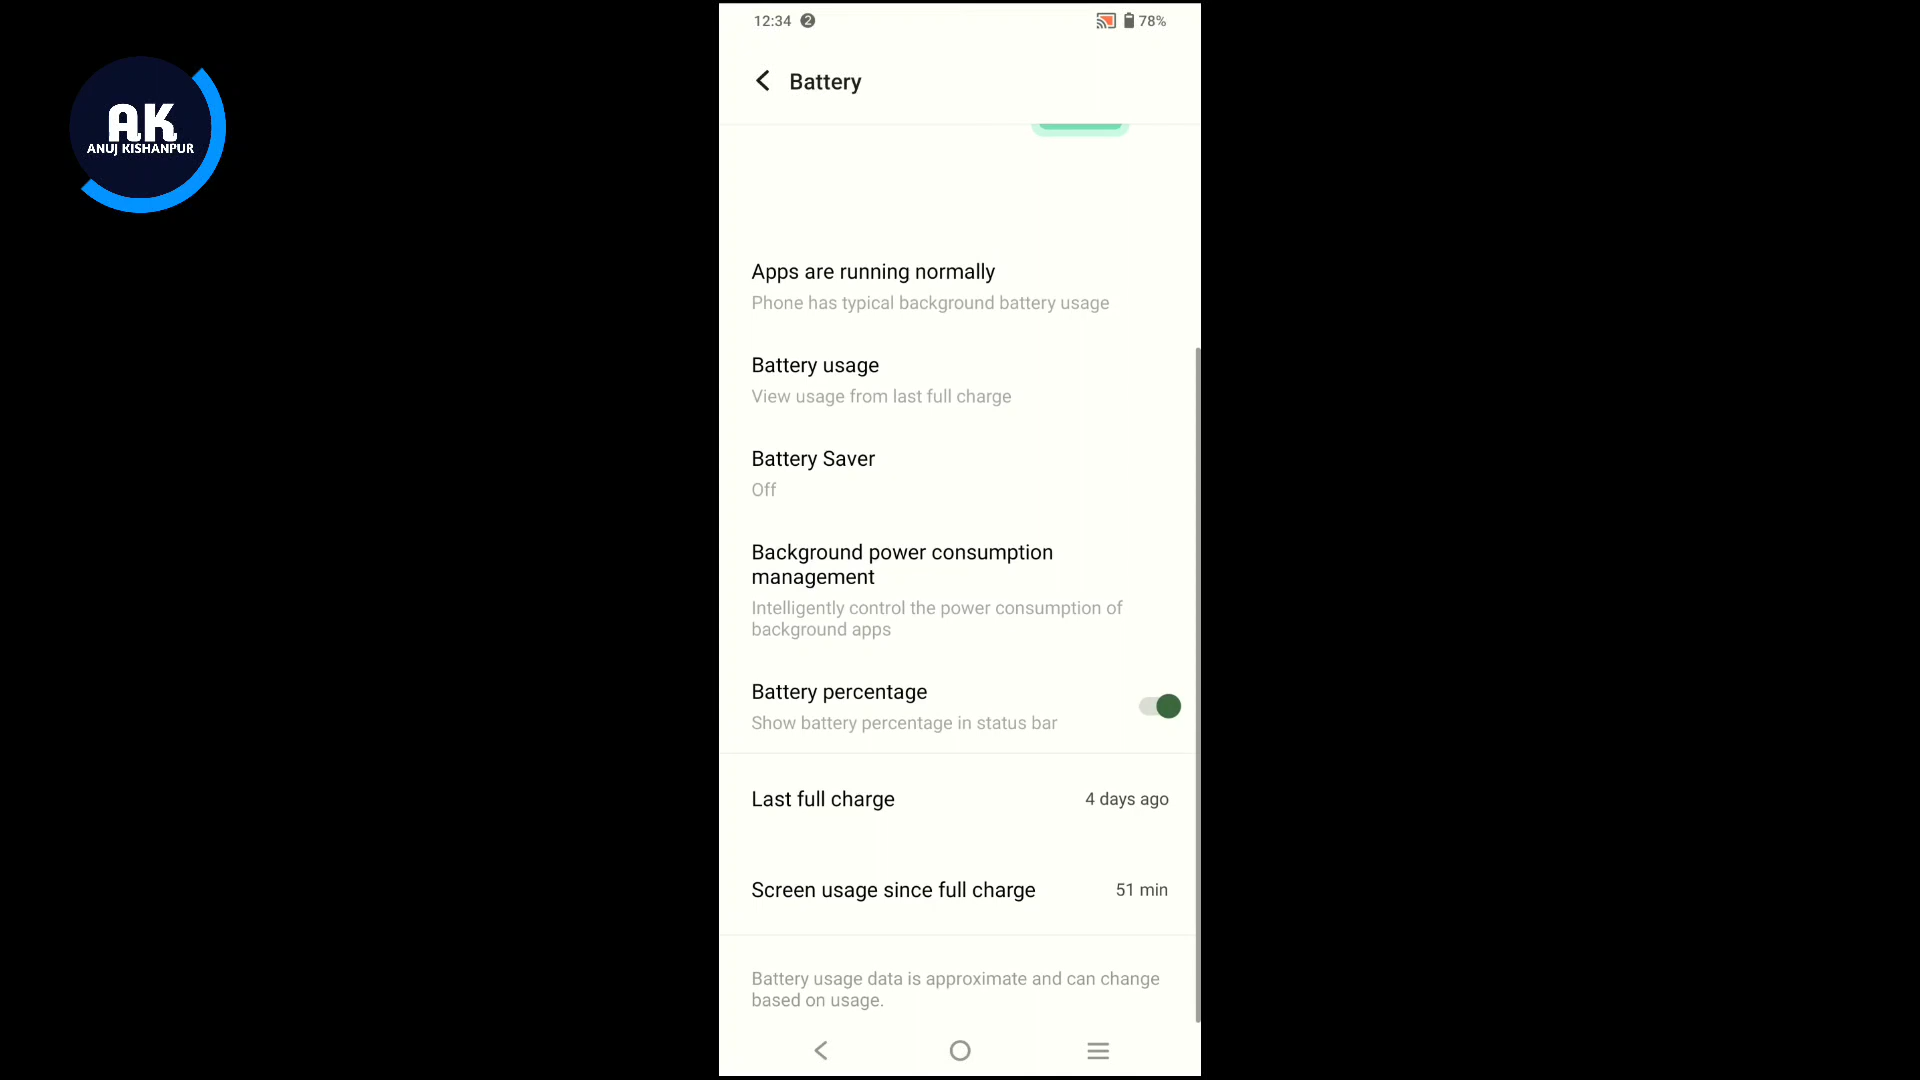 12:34 2 78%
AK
ANUJ KISHANPUR
Battery
Apps are running normally
Phone has typical background battery usage
Battery usage
View usage from last full charge
Battery Saver
Off
Background power consumption
management
Intelligently control the power consumption of
background apps
Battery percentage
Show battery percentage in status bar
Last full charge 4 days ago
Screen usage since full charge 51 min
Battery usage data is approximate and can change
based on usage.